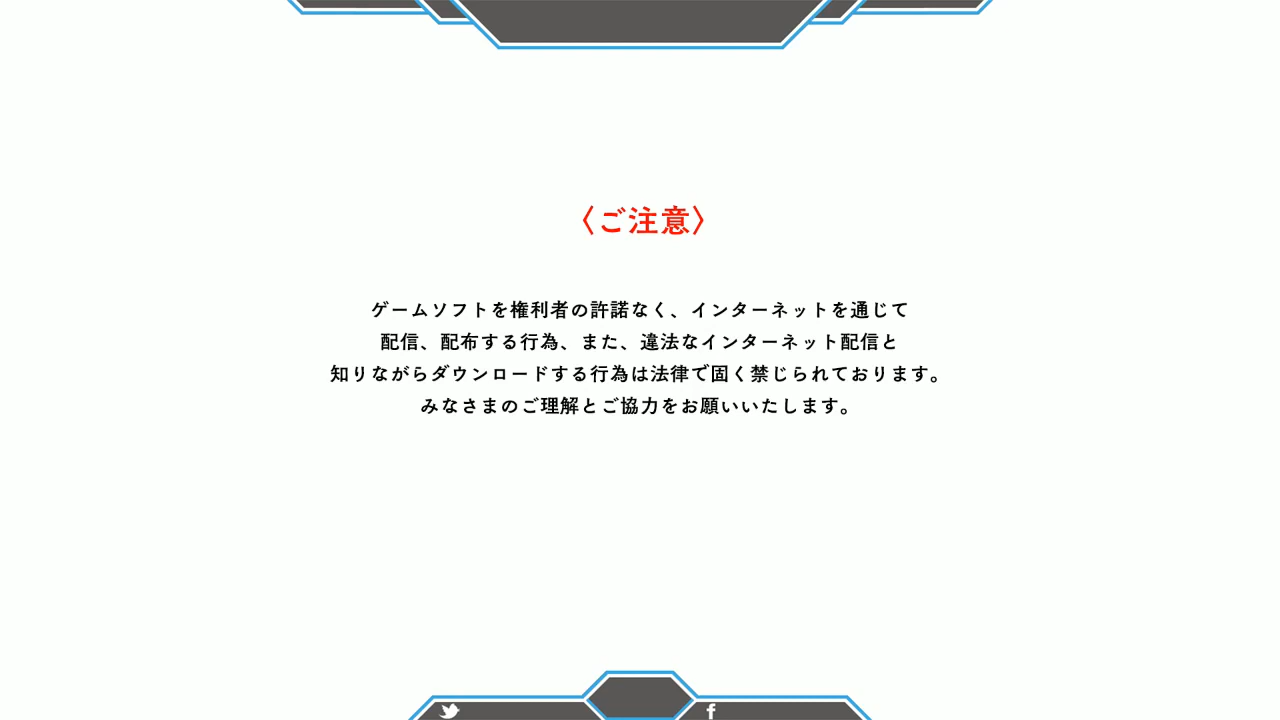 〈ご注意〉
ゲームソフトを権利者の許諾なく、インターネットを通じて
配信、配布する行為、また、違法なインターネット配信と
知りながらダウンロードする行為は法律で固く禁じられております。
みなさまのご理解とご協力をお願いいたします。